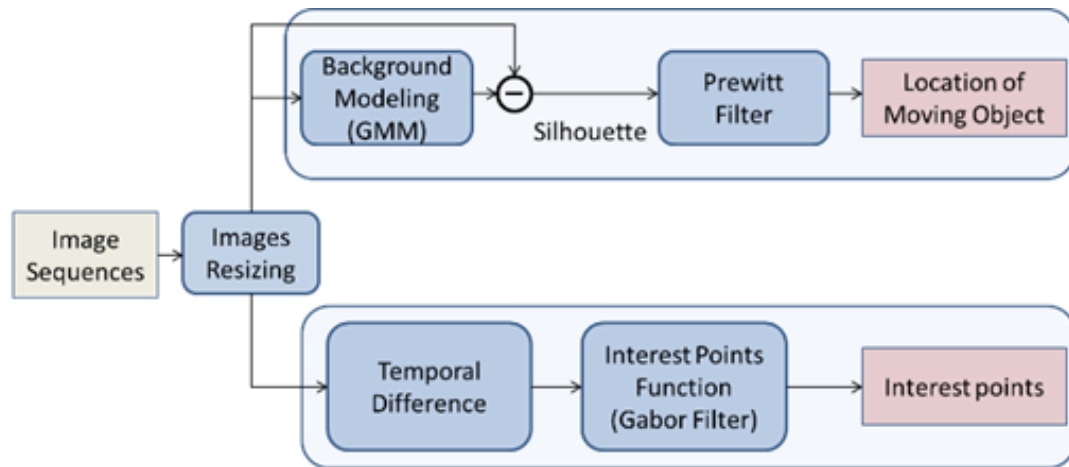 Background
Modeling
(GMM)
Silhouette
Prewitt
Filter
Location of
Moving Object
Image
Sequences
Images
Resizing
Temporal
Difference
Interest Points
Function
(Gabor Filter)
Interest points